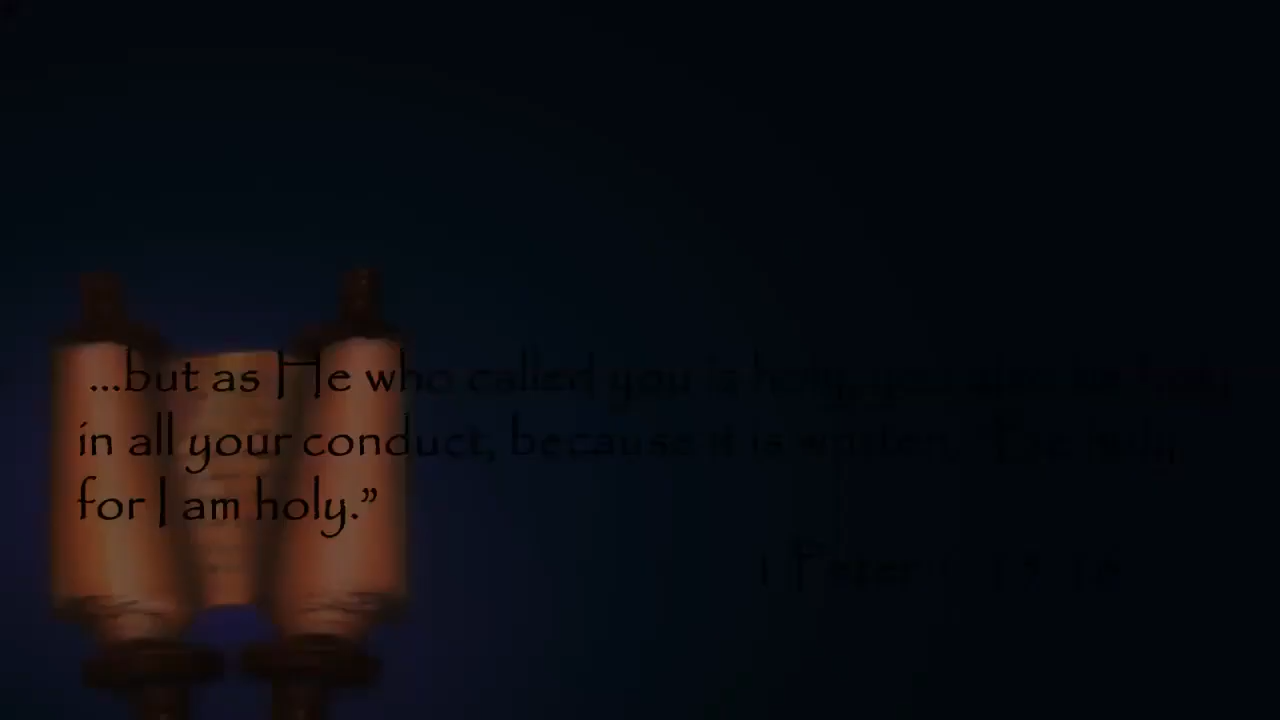 ...but as He who called you is holy, you also be holy
in all your conduct, because it is written, “Be holy,
for I am holy.”
1 Peter 1:15-16